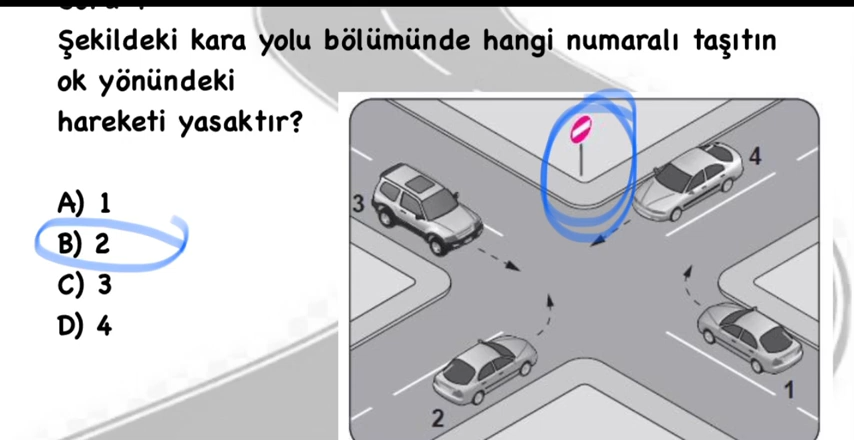 Şekildeki kara yolu bölümünde hangi numaralı taşıtın
ok yönündeki
hareketi yasaktır?
A) 1
B) 2
C) 3
D) 4
3
4
2
1